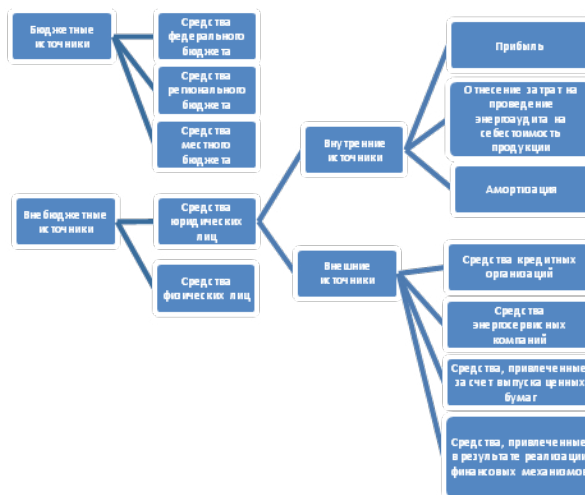 Бюджетные
источники
Средства
федерального
бюджета
Средства
регионального
бюджета
Средства
местного
бюджета
Внебюджетные
источники
Средства
юридических
лиц
Средства
физических лиц
Внутренние
источники
Внешние
источники
Прибыль
Отнесение затрат на
проведение
энергоаудита на
себестоимость
продукции
Амортизация
Средства кредитных
организаций
Средства
энергосервисных
компаний
Средства, привлеченные
за счет выпуска ценных
бумаг
Средства, привлеченные
в результате реализации
финансовых механизмов